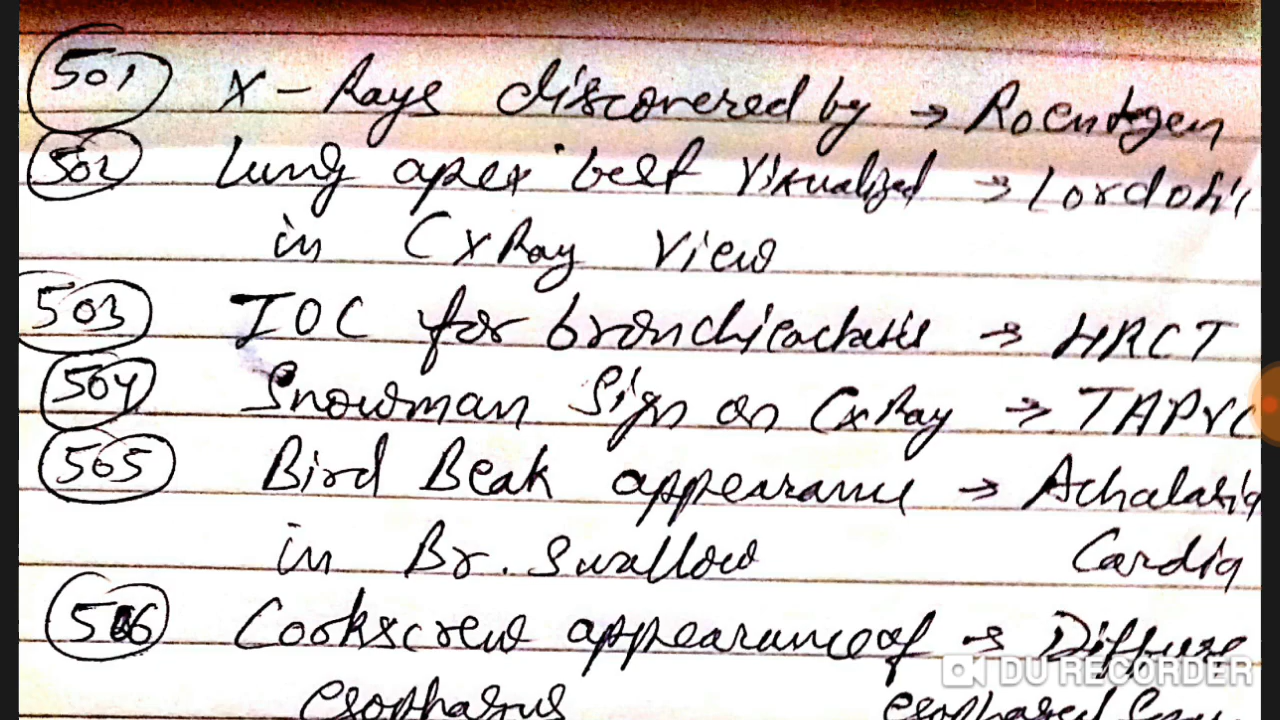 501 X-Rays discovered by → Roentgen
502 Lung apex best visualized → Lordotic
in CxRay view
503 IOC for bronchieactatis → HRCT
504 Snowman Sign on CxRay → TAPVC
505 Bird Beak appearance → Achalasia
in Br. Swallow Cardia
506 Corkscrew appearance of → Diffuse
DU RECORDER
esophagus esophageal